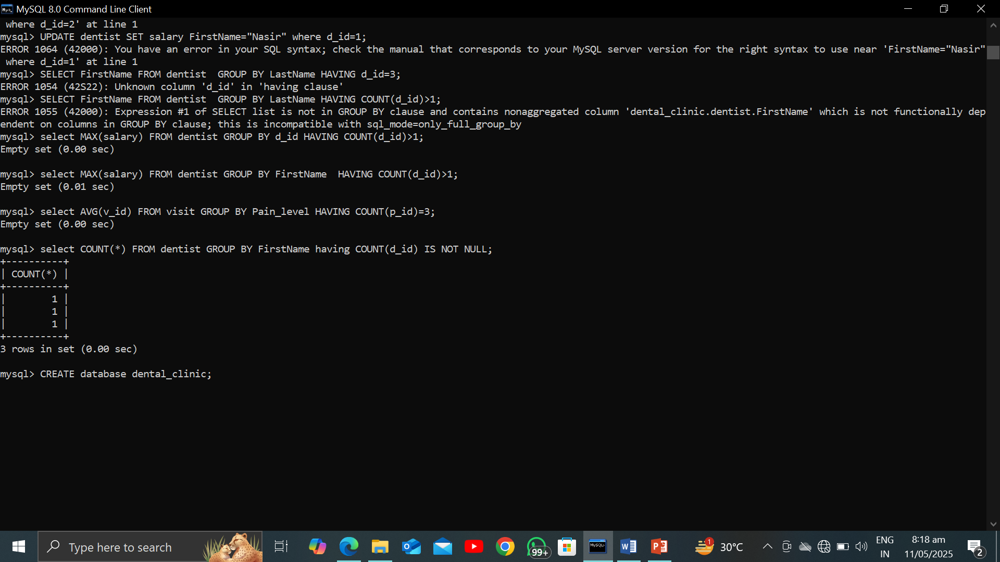 MySQL 8.0 Command Line Client
where d_id=2' at line 1
mysql> UPDATE dentist SET salary FirstName="Nasir" where d_id=1;
ERROR 1064 (42000): You have an error in your SQL syntax; check the manual that corresponds to your MySQL server version for the right syntax to use near 'FirstName="Nasir"
 where d_id=1' at line 1
mysql> SELECT FirstName FROM dentist  GROUP BY LastName HAVING d_id=3;
ERROR 1054 (42S22): Unknown column 'd_id' in 'having clause'
mysql> SELECT FirstName FROM dentist  GROUP BY LastName HAVING COUNT(d_id)>1;
ERROR 1055 (42000): Expression #1 of SELECT list is not in GROUP BY clause and contains nonaggregated column 'dental_clinic.dentist.FirstName' which is not functionally dep
endent on columns in GROUP BY clause; this is incompatible with sql_mode=only_full_group_by
mysql> select MAX(salary) FROM dentist GROUP BY d_id HAVING COUNT(d_id)>1;
Empty set (0.00 sec)

mysql> select MAX(salary) FROM dentist GROUP BY FirstName  HAVING COUNT(d_id)>1;
Empty set (0.01 sec)

mysql> select AVG(v_id) FROM visit GROUP BY Pain_level HAVING COUNT(p_id)=3;
Empty set (0.00 sec)

mysql> select COUNT(*) FROM dentist GROUP BY FirstName having COUNT(d_id) IS NOT NULL;
+----------+
| COUNT(*) |
+----------+
|        1 |
|        1 |
|        1 |
+----------+
3 rows in set (0.00 sec)

mysql> CREATE database dental_clinic;
Type here to search
99+
MySQL
1
30°C
ENG
IN
8:18 am
11/05/2025
2